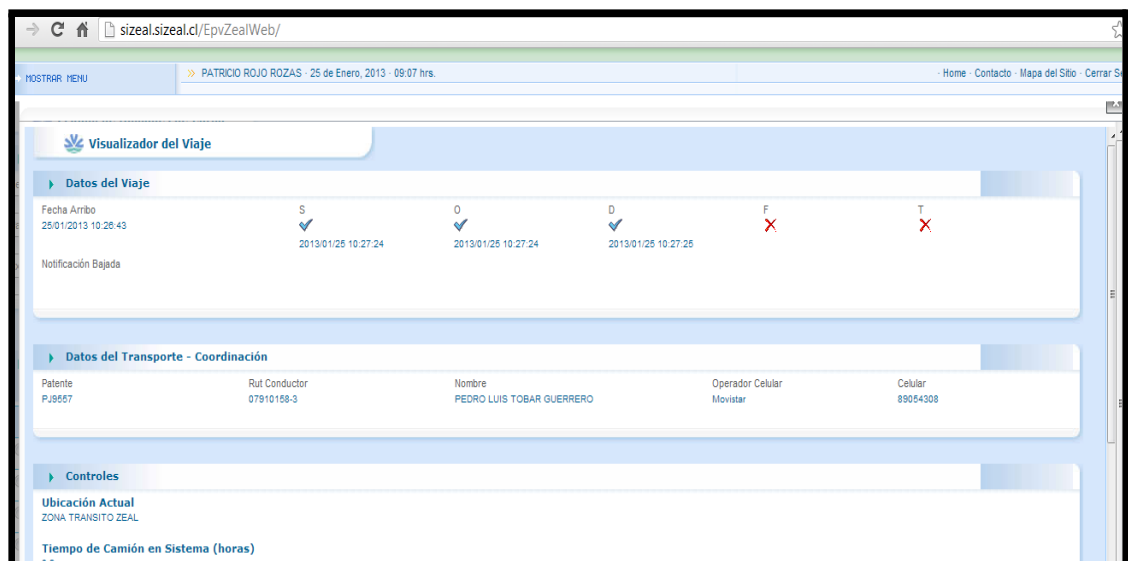 sizeal.sizeal.cl/EpvZealWeb/
MOSTRAR MENU
» PATRICIO ROJO ROZAS - 25 de Enero, 2013 - 09:07 hrs.
· Home · Contacto · Mapa del Sitio · Cerrar
Visualizador del Viaje
Datos del Viaje
Fecha Arribo S O D F T
25/01/2013 10:26:43
2013/01/25 10:27:24 2013/01/25 10:27:24 2013/01/25 10:27:25
Notificación Bajada
Datos del Transporte - Coordinación
Patente Rut Conductor Nombre Operador Celular Celular
PJ9557 07910158-3 PEDRO LUIS TOBAR GUERRERO Movistar 89054308
Controles
Ubicación Actual
ZONA TRANSITO ZEAL
Tiempo de Camión en Sistema (horas)